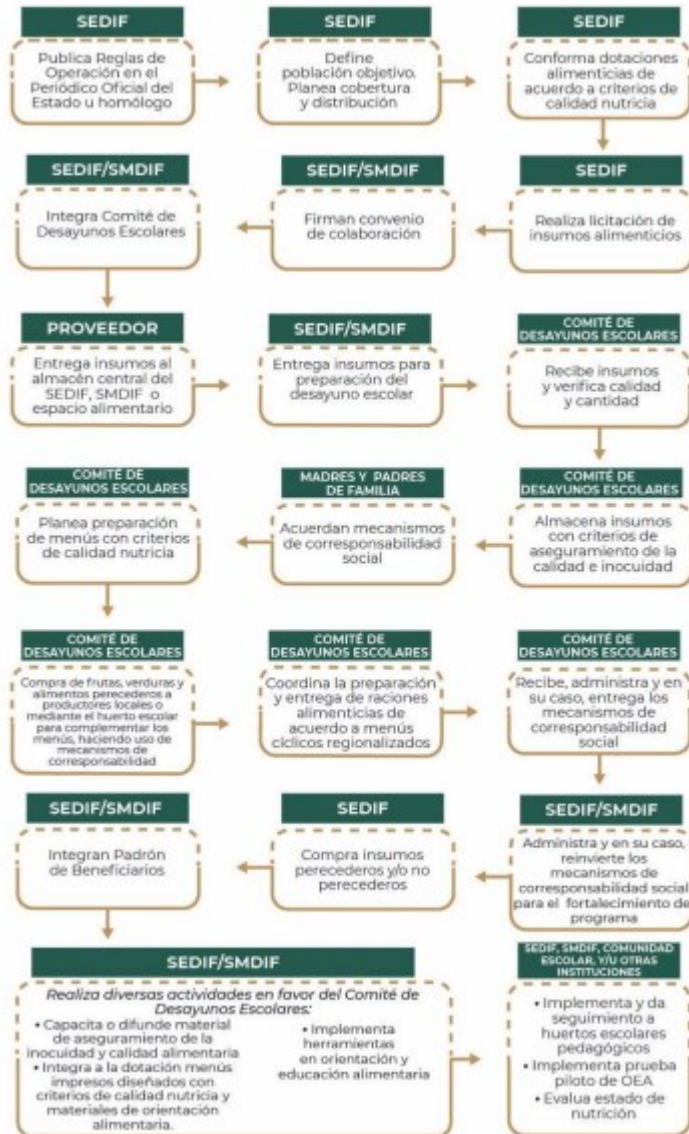 SEDIF
Publica Reglas de
Operación en el
Periódico Oficial del
Estado u homólogo
SEDIF
Define
población objetivo.
Planea cobertura
y distribución
SEDIF
Conforma dotaciones
alimenticias de
acuerdo a criterios de
calidad nutricia
SEDIF
Realiza licitación de
insumos alimenticios
SEDIF/SMDIF
Firman convenio
de colaboración
SEDIF/SMDIF
Integra Comité de
Desayunos Escolares
PROVEEDOR
Entrega insumos al
almacén central del
SEDIF, SMDIF o
espacio alimentario
SEDIF/SMDIF
Entrega insumos para
preparación del
desayuno escolar
COMITÉ DE
DESAYUNOS ESCOLARES
Recibe insumos
y verifica calidad
y cantidad
COMITÉ DE
DESAYUNOS ESCOLARES
Almacena insumos
con criterios de
aseguramiento de la
calidad e inocuidad
MADRES Y PADRES
DE FAMILIA
Acuerdan mecanismos
de corresponsabilidad
social
COMITÉ DE
DESAYUNOS ESCOLARES
Planea preparación
de menús con criterios
de calidad nutricia
COMITÉ DE
DESAYUNOS ESCOLARES
Compra de frutas, verduras y
alimentos perecederos a
productores locales o
mediante el huerto escolar
para complementar los
menús, haciendo uso de
mecanismos de
corresponsabilidad
COMITÉ DE
DESAYUNOS ESCOLARES
Coordina la preparación
y entrega de raciones
alimenticias de
acuerdo a menús
cíclicos regionalizados
COMITÉ DE
DESAYUNOS ESCOLARES
Recibe, administra y en
su caso, entrega los
mecanismos de
corresponsabilidad
social
SEDIF/SMDIF
Administra y en su caso,
reinvierte los
mecanismos de
corresponsabilidad social
para el fortalecimiento de
programa
SEDIF
Compra insumos
perecederos y/o no
perecederos
SEDIF/SMDIF
Integran Padrón
de Beneficiarios
SEDIF/SMDIF
Realiza diversas actividades en favor del Comité de
Desayunos Escolares:
• Capacita o difunde material
de aseguramiento de la
inocuidad y calidad alimentaria
• Integra a la dotación menús
impresos diseñados con
criterios de calidad nutricia y
materiales de orientación
alimentaria.
• Implementa
herramientas
en orientación y
educación alimentaria
SEDIF, SMDIF, COMUNIDAD
ESCOLAR, Y/U OTRAS
INSTITUCIONES
• Implementa y da
seguimiento a
huertos escolares
pedagógicos
• Implementa prueba
piloto de OEA
• Evalua estado de
nutrición